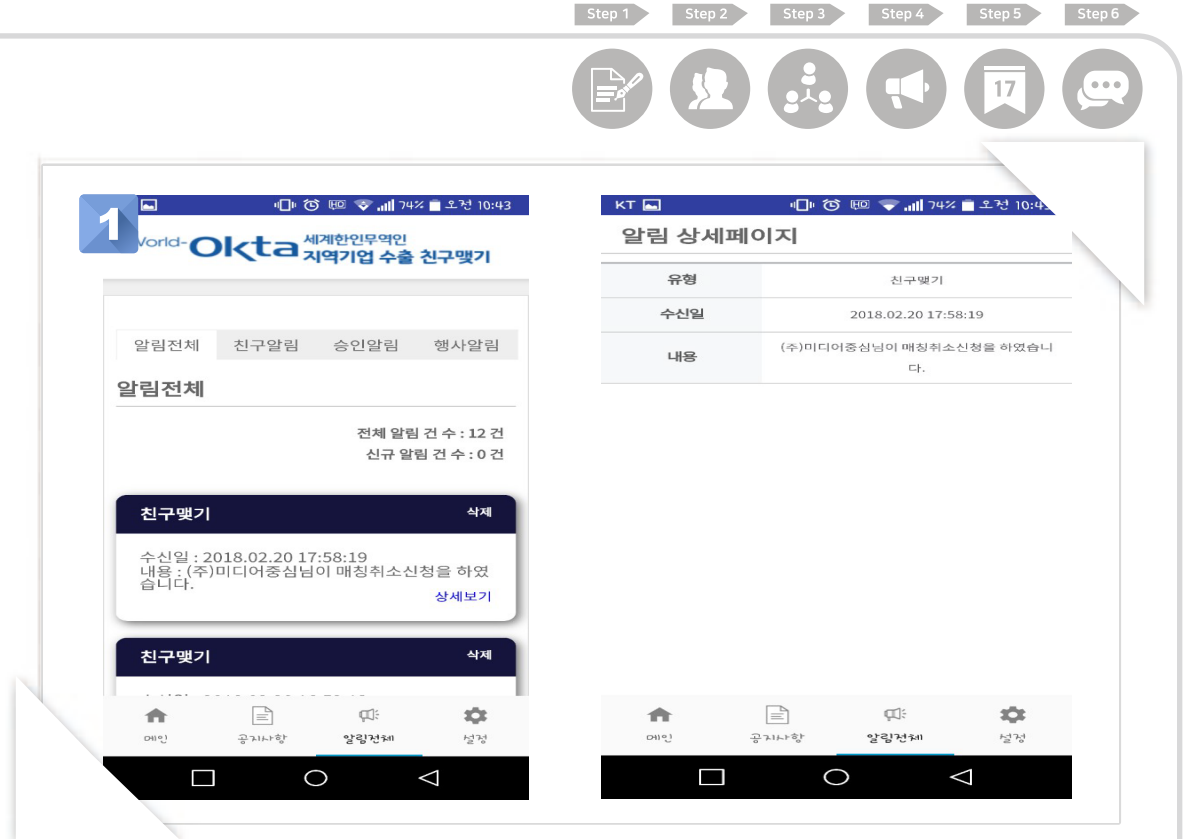 Step 1 Step 2 Step 3 Step 4 Step 5 Step 6
17
1
74% 오전 10:43
World-Okta 세계한인무역인
지역기업 수출 친구맺기
알림전체 친구알림 승인알림 행사알림
알림전체
전체 알림 건 수 : 12 건
신규 알림 건 수 : 0 건
친구맺기 삭제
수신일 : 2018.02.20 17:58:19
내용 : (주)미디어중심님이 매칭취소신청을 하였
습니다.
상세보기
친구맺기 삭제
메인 공지사항 알림전체 설정
KT 74% 오전 10:43
알림 상세페이지
유형 친구맺기
수신일 2018.02.20 17:58:19
내용 (주)미디어중심님이 매칭취소신청을 하였습니
다.
메인 공지사항 알림전체 설정